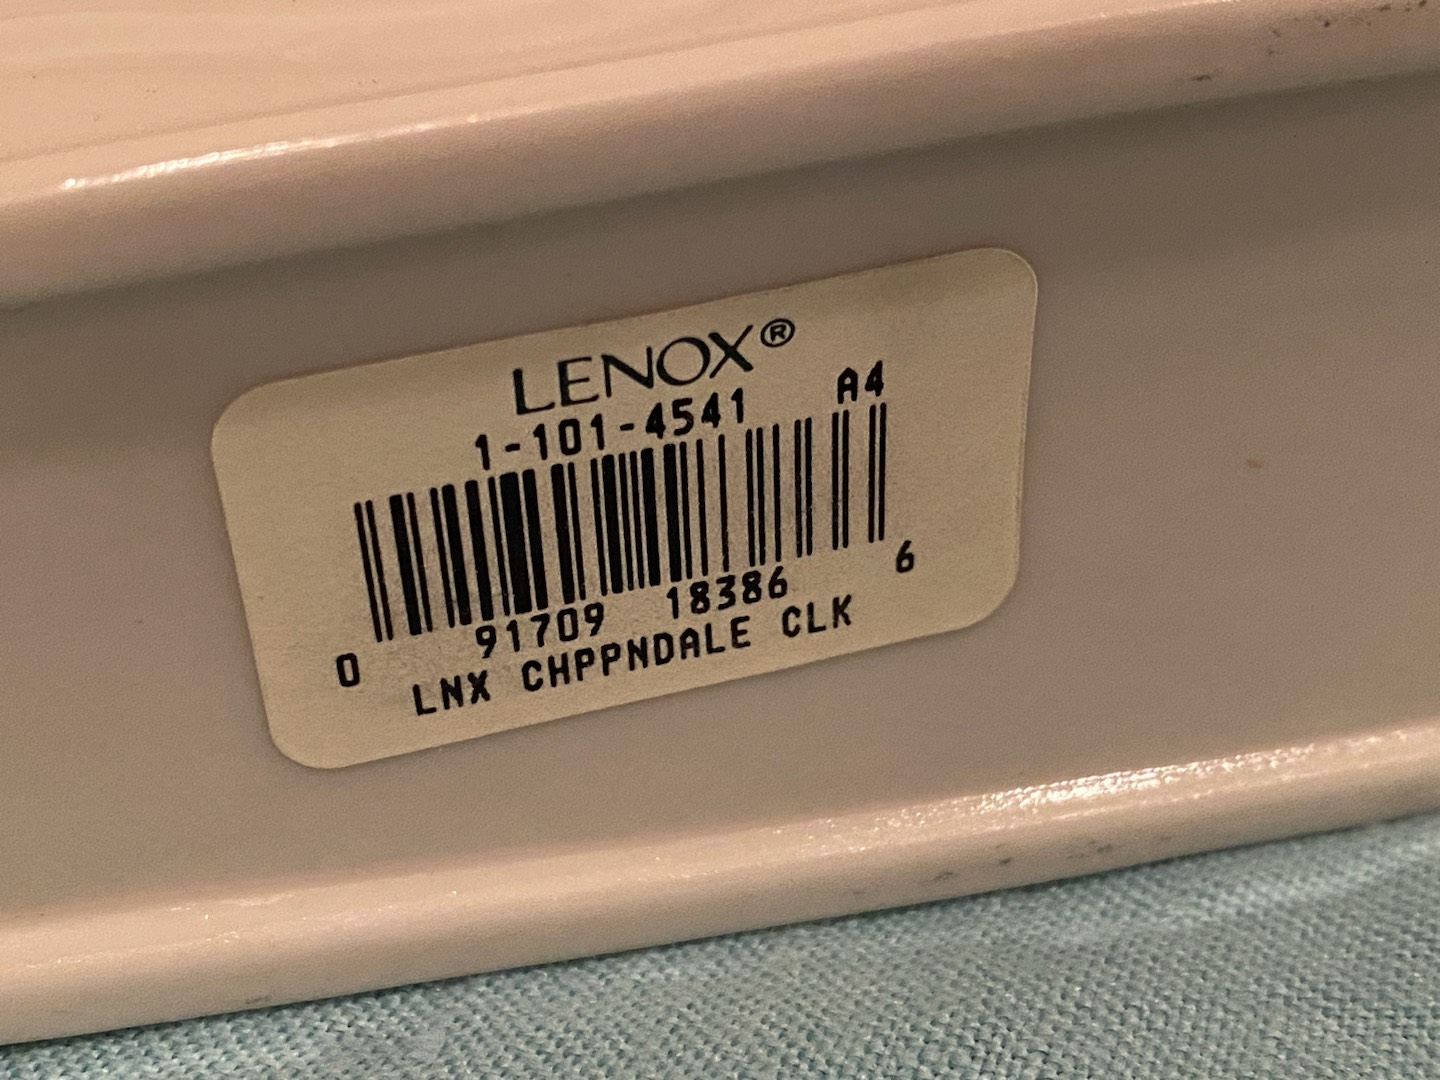 LENOX®
1-101-4541 A4
0 91709 18386 6
LNX CHPPNDALE CLK